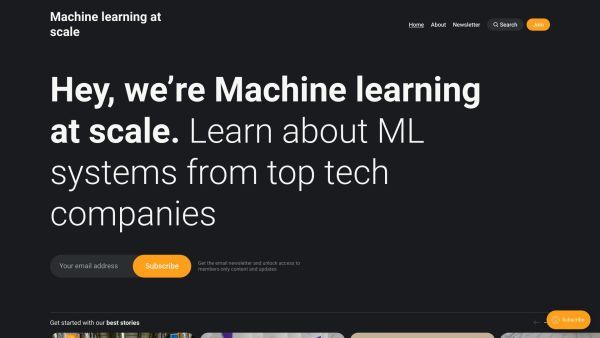 Machine learning at
scale
Home About Newsletter Search Join
Hey, we're Machine learning
at scale. Learn about ML
systems from top tech
companies
Your email address Subscribe
Get the email newsletter and unlock access to
members-only content and updates
Get started with our best stories
Subscribe